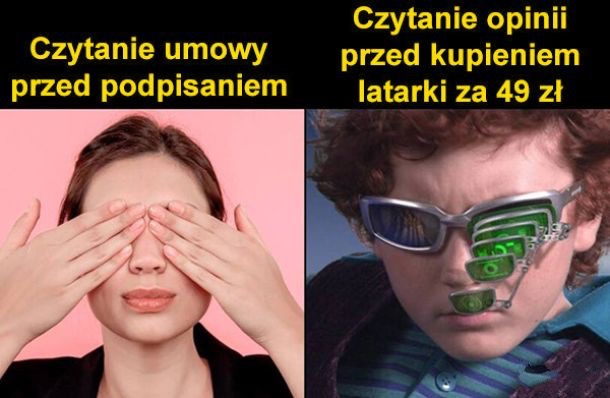 Czytanie umowy
przed podpisaniem
Czytanie opinii
przed kupieniem
latarki za 49 zł